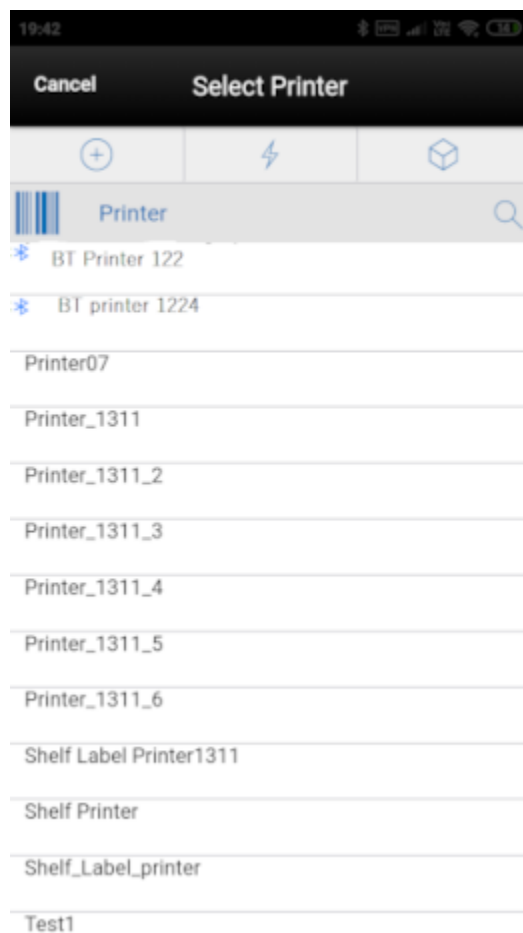 19:42
Cancel Select Printer
Printer
BT Printer 122
BT printer 1224
Printer07
Printer_1311
Printer_1311_2
Printer_1311_3
Printer_1311_4
Printer_1311_5
Printer_1311_6
Shelf Label Printer1311
Shelf Printer
Shelf_Label_printer
Test1